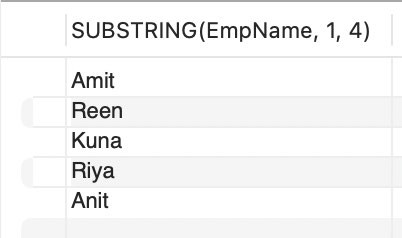 SUBSTRING(EmpName, 1, 4)
Amit
Reen
Kuna
Riya
Anit